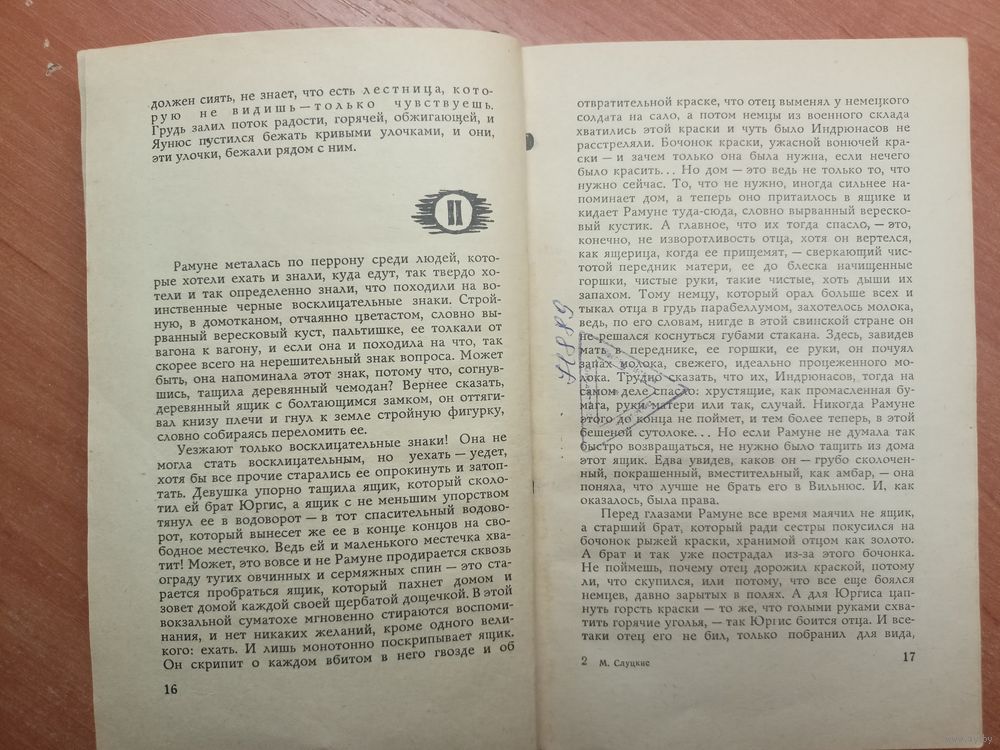 должен сиять, не знает, что есть лестница, кото-
рую не видишь — только чувствуешь.
Грудь залил поток радости, горячей, обжигающей, и
Яунюс пустился бежать кривыми улочками, и они,
эти улочки, бежали рядом с ним.
II
Рамуне металась по перрону среди людей, кото-
рые хотели ехать и знали, куда едут, так твердо хо-
тели и так определенно знали, что походили на во-
инственные черные восклицательные знаки. Строй-
ную, в домотканом, отчаянно цветастом, словно вы-
рванный вересковый куст, пальтишке, ее толкали от
вагона к вагону, и если она и походила на что, так
скорее всего на нерешительный знак вопроса. Может
быть, она напоминала этот знак, потому что, согнув-
шись, тащила деревянный чемодан? Вернее сказать,
деревянный ящик с болтающимся замком, он оттяги-
вал книзу плечи и гнул к земле стройную фигурку,
словно собираясь переломить ее.
Уезжают только восклицательные знаки! Она не
могла стать восклицательным, но уехать — уедет,
хотя бы все прочие старались ее опрокинуть и затоп-
тать. Девушка упорно тащила ящик, который сколо-
тил ей брат Юргис, а ящик с не меньшим упорством
тянул ее в водоворот — в тот спасительный водово-
рот, который вынесет же ее в конце концов на сво-
бодное местечко. Ведь ей и маленького местечка хва-
тит! Может, это вовсе и не Рамуне продирается сквозь
ограду тугих овчинных и сермяжных спин — это ста-
рается пробраться ящик, который пахнет домом и
зовет домой каждой своей щербатой дощечкой. В этой
вокзальной суматохе мгновенно стираются воспоми-
нания, и нет никаких желаний, кроме одного вели-
кого: ехать. И лишь монотонно поскрипывает ящик.
Он скрипит о каждом вбитом в него гвозде и об
16
отвратительной краске, что отец выменял у немецкого
солдата на сало, а потом немцы из военного склада
хватились этой краски и чуть было Индрюнасов не
расстреляли. Бочонок краски, ужасной вонючей кра-
ски — и зачем только она была нужна, если нечего
было красить... Но дом — это ведь не только то, что
нужно сейчас. То, что не нужно, иногда сильнее на-
поминает дом, а теперь оно притаилось в ящике и
кидает Рамуне туда-сюда, словно вырванный вереско-
вый кустик. А главное, что их тогда спасло, — это,
конечно, не изворотливость отца, хотя он вертелся,
как ящерица, когда ее прищемят, — сверкающий чис-
тотой передник матери, ее до блеска начищенные
горшки, чистые руки, такие чистые, хоть дыши их
запахом. Тому немцу, который орал больше всех и
тыкал отца в грудь парабеллумом, захотелось молока,
ведь, по его словам, нигде в этой свинской стране он
не решался коснуться губами стакана. Здесь, завидев
мать в переднике, ее горшки, ее руки, он почуял
запах молока, свежего, идеально процеженного мо-
лока. Трудно сказать, что их, Индрюнасов, тогда на
самом деле спасло: хрустящие, как промасленная бу-
мага, руки матери или так, случай. Никогда Рамуне
этого до конца не поймет, и тем более теперь, в этой
бешеной сутолоке... Но если Рамуне не думала так
быстро возвращаться, не нужно было тащить из дома
этот ящик. Едва увидев, каков он — грубо сколочен-
ный, покрашенный, вместительный, как амбар, — она
поняла, что лучше не брать его в Вильнюс. И, как
оказалось, была права.
Перед глазами Рамуне все время маячил не ящик,
а старший брат, который ради сестры покусился на
бочонок рыжей краски, хранимой отцом как золото.
А брат и так уже пострадал из-за этого бочонка.
Не поймешь, почему отец дорожил краской, потому
ли, что скупился, или потому, что все еще боялся
немцев, давно зарытых в полях. А для Юргиса цап-
нуть горсть краски — то же, что голыми руками схва-
тить горячие уголья, — так Юргис боится отца. И все-
таки отец его не бил, только побранил для вида,
2 М. Слуцкис
17